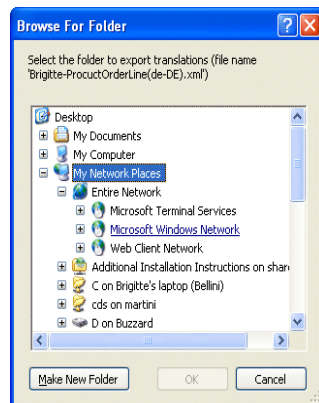 Browse For Folder
Select the folder to export translations (file name
'Brigitte-ProcuctOrderLine(de-DE).xml')
Desktop
My Documents
My Computer
My Network Places
Entire Network
Microsoft Terminal Services
Microsoft Windows Network
Web Client Network
Additional Installation Instructions on shar
C on Brigitte's laptop (Bellini)
cds on martini
D on Buzzard
Make New Folder OK Cancel